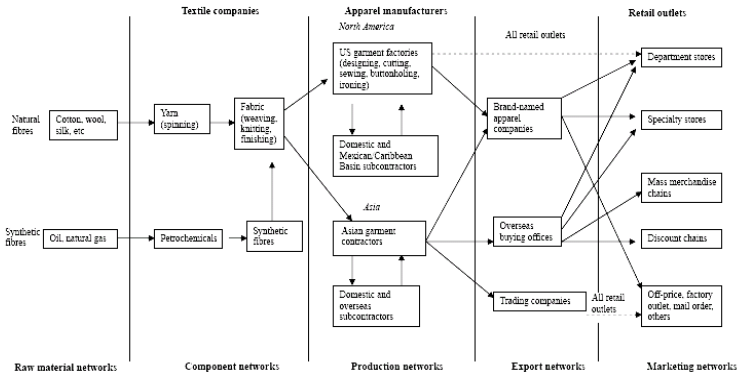 Textile companies
Apparel manufacturers
Retail outlets
North America
All retail outlets
US garment factories
(designing, cutting,
sewing, buttonholing,
ironing)
Department stores
Natural
fibres
Cotton, wool,
silk, etc
Yarn
(spinning)
Fabric
(weaving,
knitting,
finishing)
Brand-named
apparel
companies
Specialty stores
Domestic and
Mexican/Caribbean
Basin subcontractors
Mass merchandise
chains
Asia
Synthetic
fibres
Oil, natural gas
Petrochemicals
Synthetic
fibres
Asian garment
contractors
Overseas
buying offices
Discount chains
Domestic and
overseas
subcontractors
Trading companies
All retail
outlets
Off-price, factory
outlet, mail order,
others
Raw material networks
Component networks
Production networks
Export networks
Marketing networks